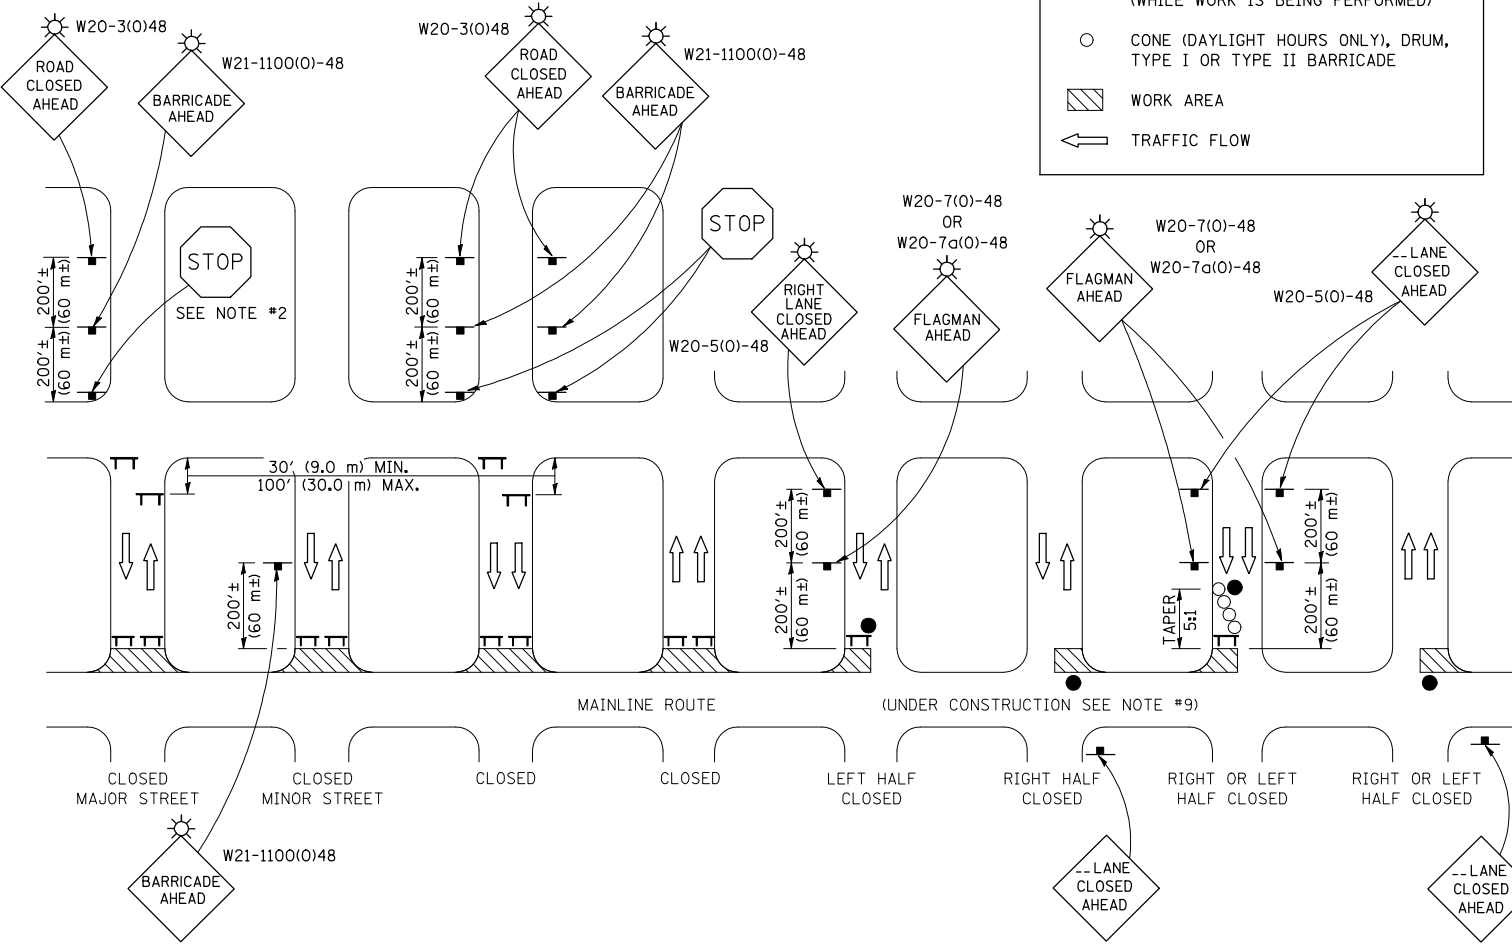 (WHILE WORK IS BEING PERFORMED)
CONE (DAYLIGHT HOURS ONLY), DRUM,
TYPE I OR TYPE II BARRICADE
WORK AREA
TRAFFIC FLOW
W20-3(0)48
ROAD
CLOSED
AHEAD
W21-1100(0)-48
BARRICADE
AHEAD
W20-3(0)48
ROAD
CLOSED
AHEAD
W21-1100(0)-48
BARRICADE
AHEAD
STOP
SEE NOTE #2
STOP
200'±
(60 m±)
200'±
(60 m±)
200'±
(60 m±)
200'±
(60 m±)
RIGHT
LANE
CLOSED
AHEAD
W20-5(0)-48
W20-7(0)-48
OR
W20-7a(0)-48
FLAGMAN
AHEAD
FLAGMAN
AHEAD
W20-7(0)-48
OR
W20-7a(0)-48
W20-5(0)-48
--LANE
CLOSED
AHEAD
30' (9.0 m) MIN.
100' (30.0 m) MAX.
200'±
(60 m±)
200'±
(60 m±)
200'±
(60 m±)
TAPER
5:1
200'±
(60 m±)
200'±
(60 m±)
MAINLINE ROUTE
(UNDER CONSTRUCTION SEE NOTE #9)
CLOSED
MAJOR STREET
CLOSED
MINOR STREET
CLOSED
CLOSED
LEFT HALF
CLOSED
RIGHT HALF
CLOSED
RIGHT OR LEFT
HALF CLOSED
RIGHT OR LEFT
HALF CLOSED
W21-1100(0)48
BARRICADE
AHEAD
--LANE
CLOSED
AHEAD
--LANE
CLOSED
AHEAD